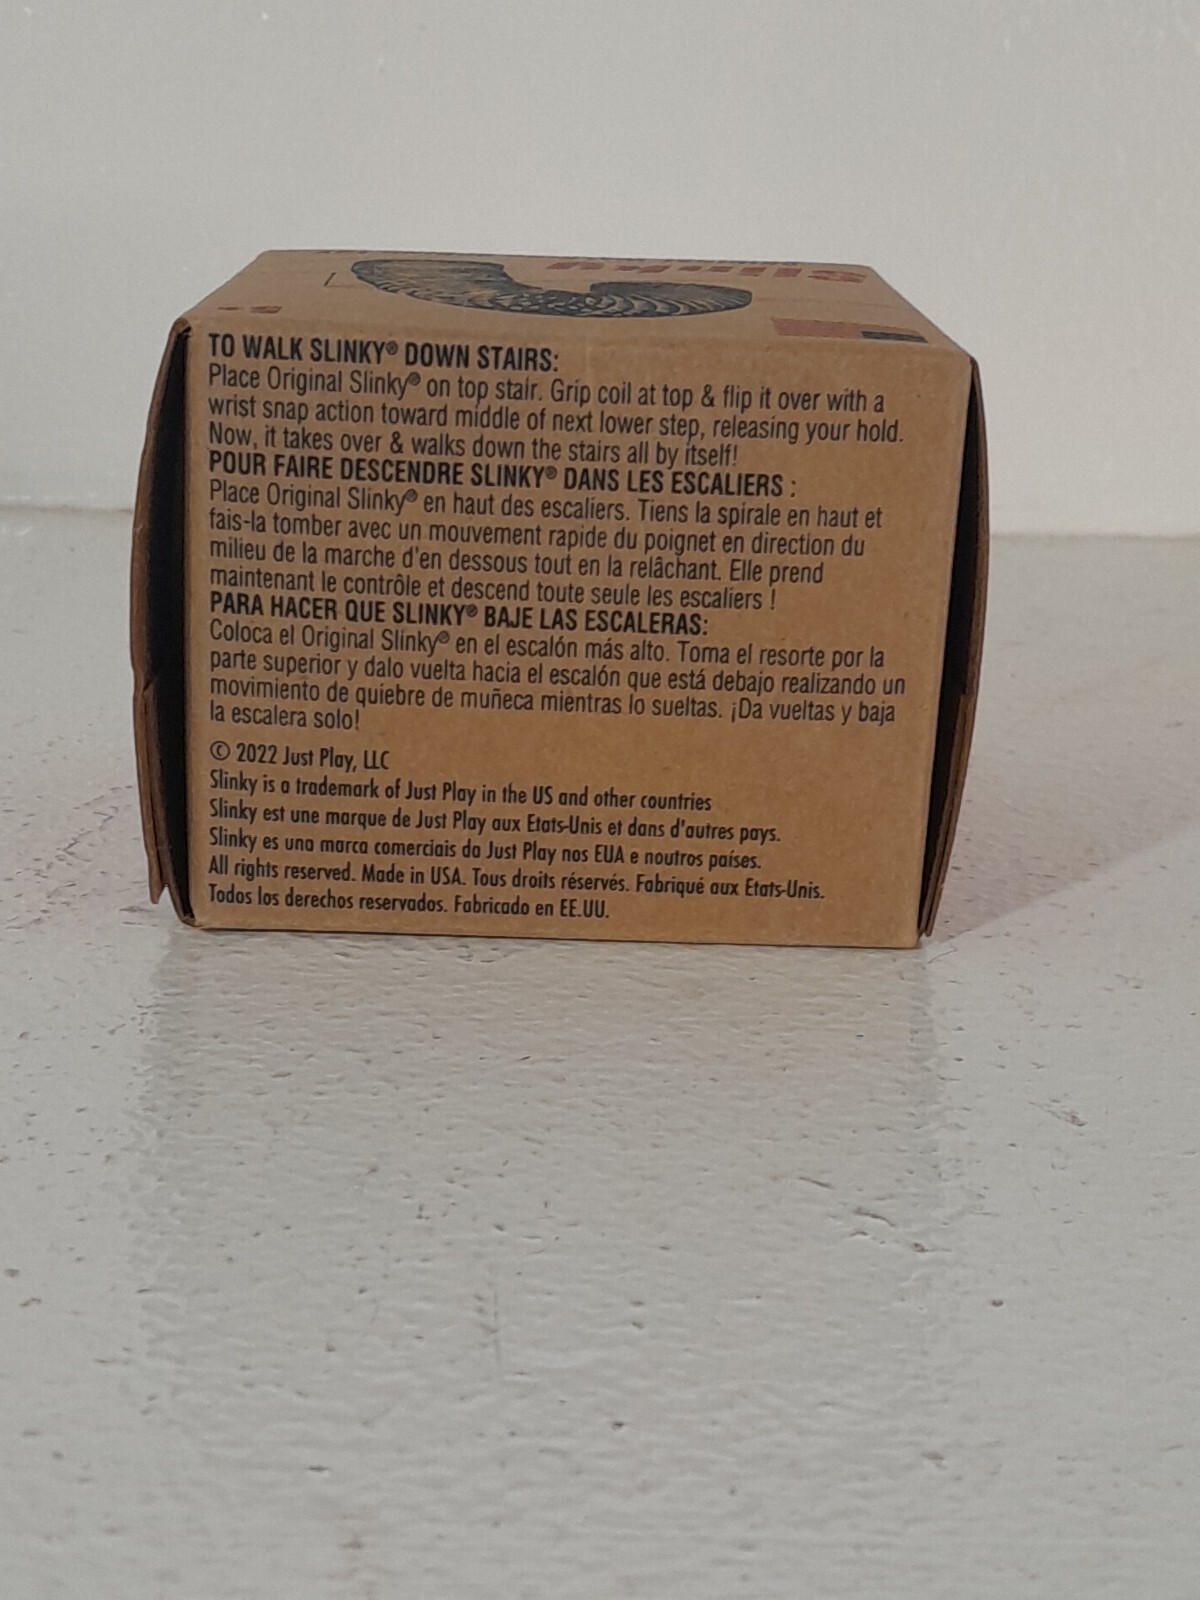 Slinky
TO WALK SLINKY® DOWN STAIRS:
Place Original Slinky® on top stair. Grip coil at top & flip it over with a
wrist snap action toward middle of next lower step, releasing your hold.
Now, it takes over & walks down the stairs all by itself!
POUR FAIRE DESCENDRE SLINKY® DANS LES ESCALIERS :
Place Original Slinky® en haut des escaliers. Tiens la spirale en haut et
fais-la tomber avec un mouvement rapide du poignet en direction du
milieu de la marche d'en dessous tout en la relâchant. Elle prend
maintenant le contrôle et descend toute seule les escaliers !
PARA HACER QUE SLINKY® BAJE LAS ESCALERAS:
Coloca el Original Slinky® en el escalón más alto. Toma el resorte por la
parte superior y dalo vuelta hacia el escalón que está debajo realizando un
movimiento de quiebre de muñeca mientras lo sueltas. ¡Da vueltas y baja
la escalera solo!
© 2022 Just Play, LLC
Slinky is a trademark of Just Play in the US and other countries
Slinky est une marque de Just Play aux Etats-Unis et dans d'autres pays.
Slinky es una marca comerciais da Just Play nos EUA e noutros países.
All rights reserved. Made in USA. Tous droits réservés. Fabriqué aux Etats-Unis.
Todos los derechos reservados. Fabricado en EE.UU.